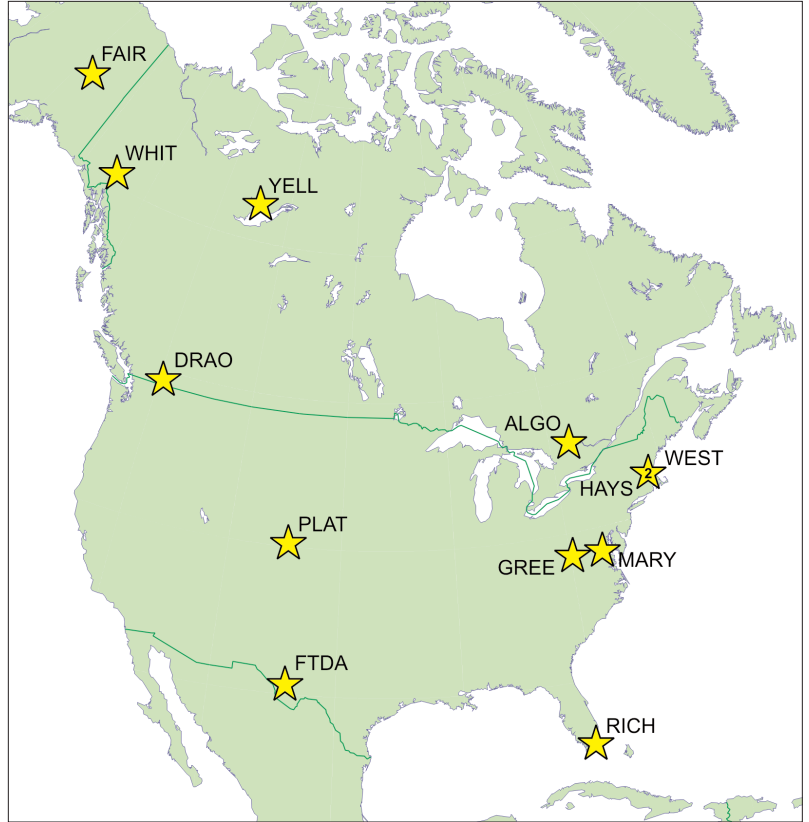 FAIR
WHIT
YELL
DRAO
ALGO
WEST
2
HAYS
PLAT
GREE
MARY
FTDA
RICH